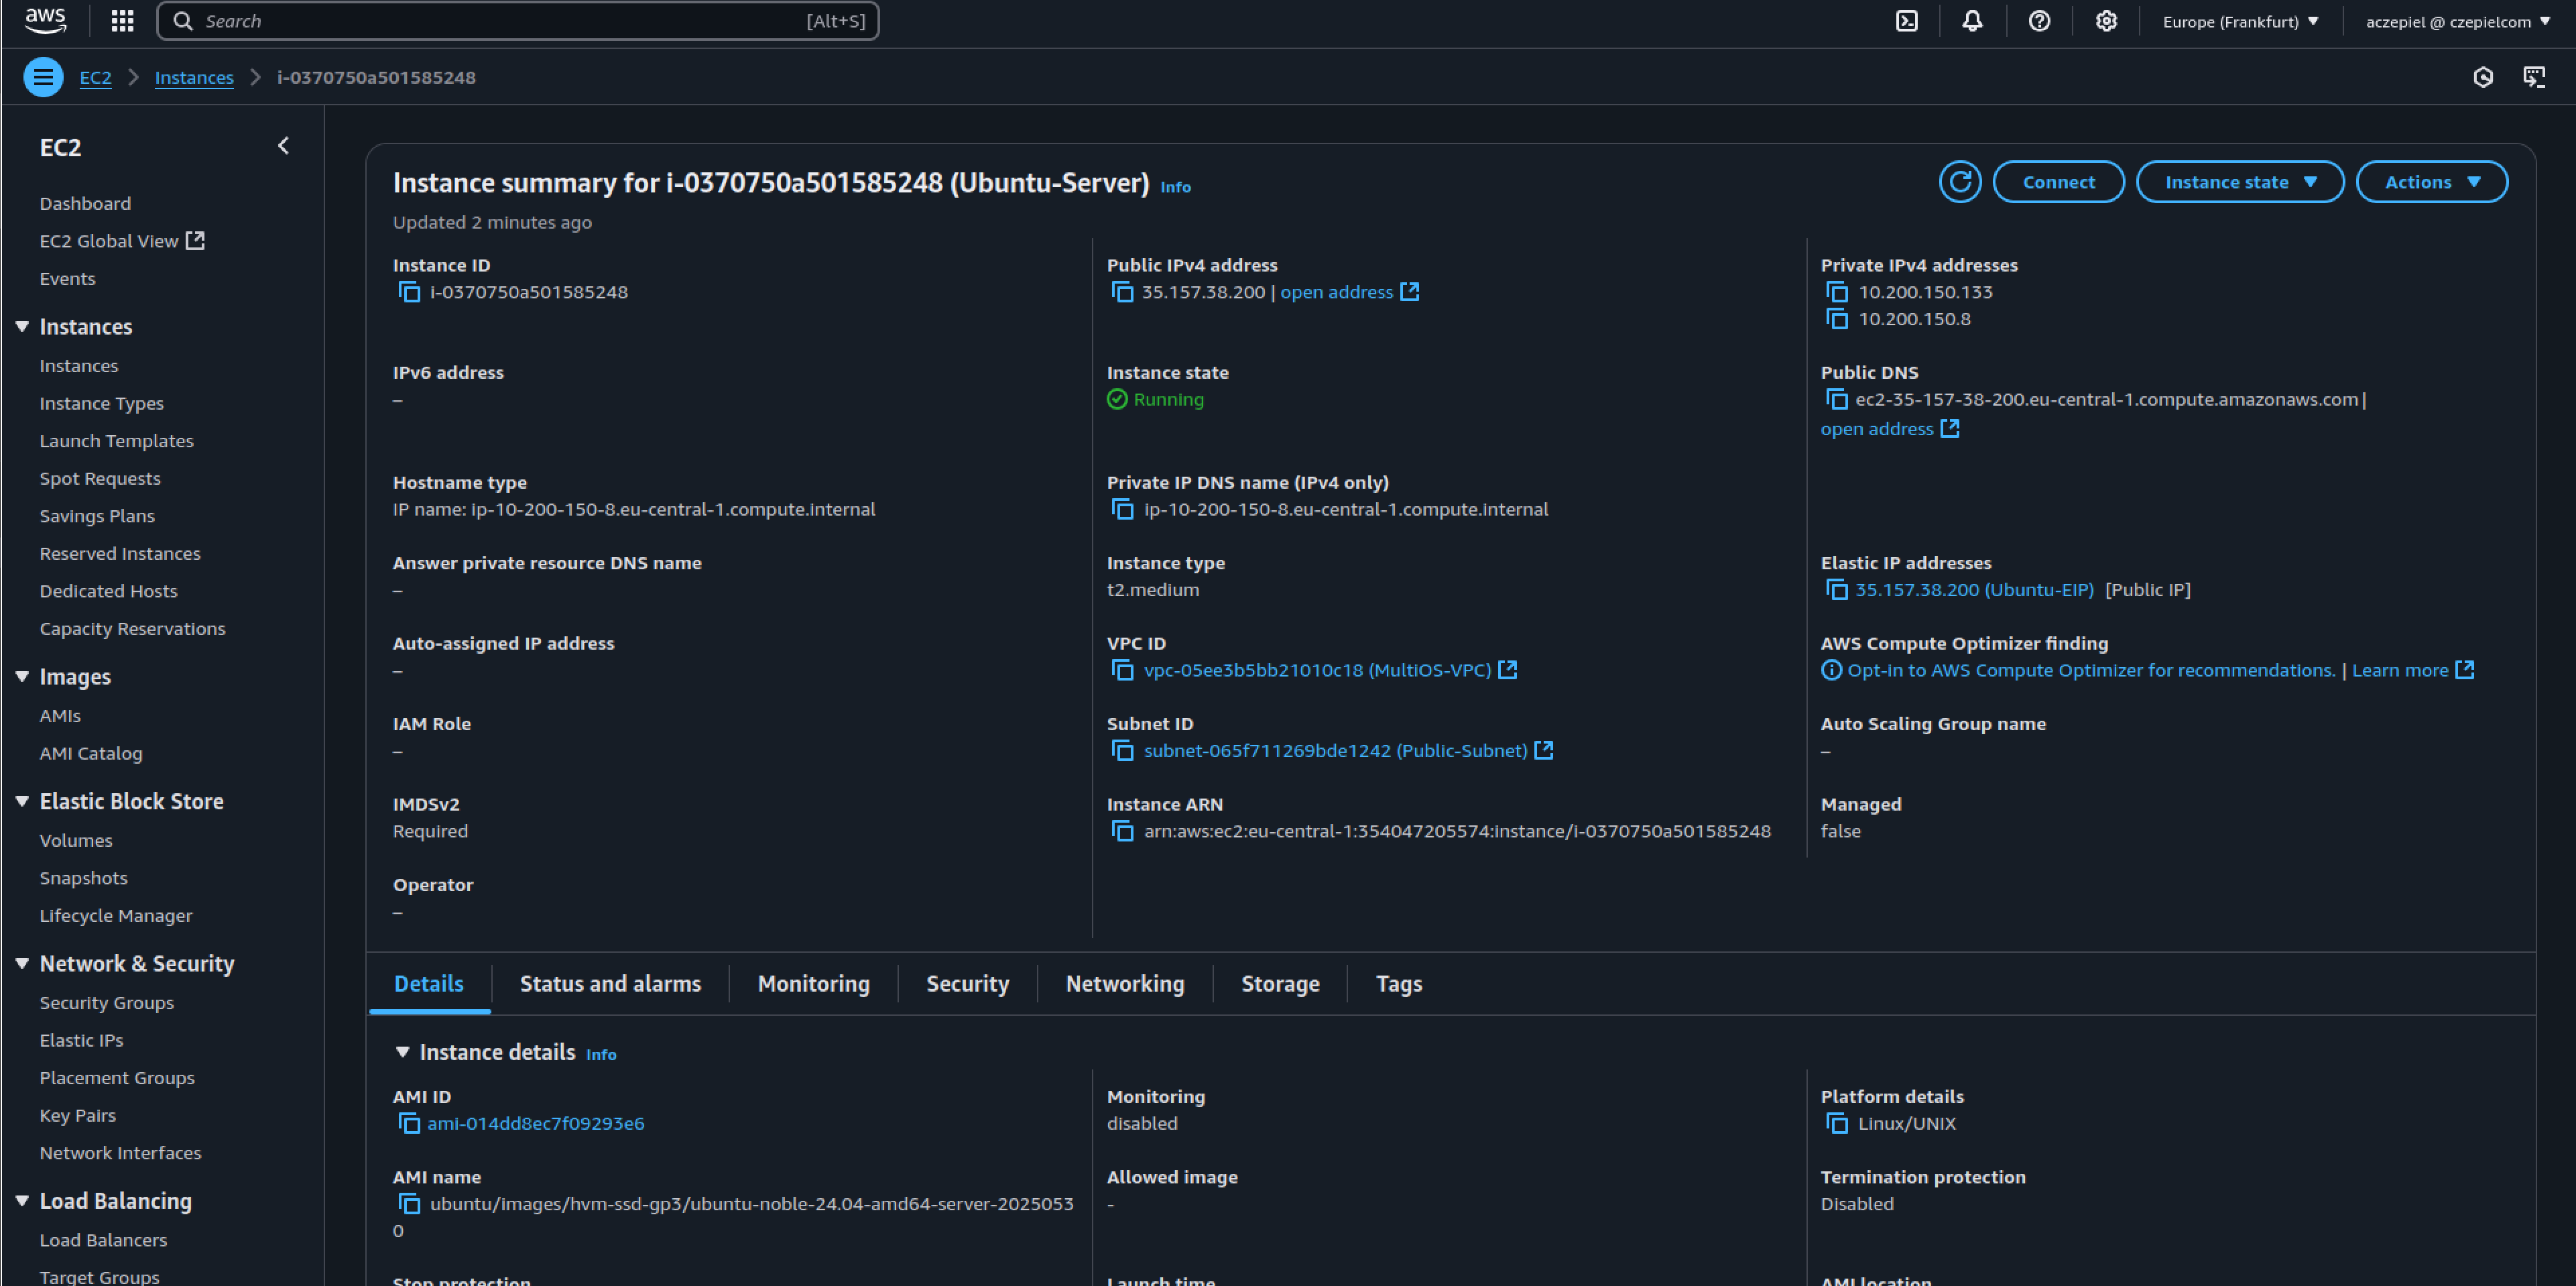 aws
Search [Alt+S]
Europe (Frankfurt)
aczepiel @ czepielcom
EC2
Instances
i-0370750a501585248
EC2
Dashboard
EC2 Global View
Events
Instances
Instances
Instance Types
Launch Templates
Spot Requests
Savings Plans
Reserved Instances
Dedicated Hosts
Capacity Reservations
Images
AMIs
AMI Catalog
Elastic Block Store
Volumes
Snapshots
Lifecycle Manager
Network & Security
Security Groups
Elastic IPs
Placement Groups
Key Pairs
Network Interfaces
Load Balancing
Load Balancers
Target Groups
Instance summary for i-0370750a501585248 (Ubuntu-Server) Info
Updated 2 minutes ago
Connect
Instance state
Actions
Instance ID
i-0370750a501585248
Public IPv4 address
35.157.38.200 | open address
Private IPv4 addresses
10.200.150.133
10.200.150.8
IPv6 address
–
Instance state
Running
Public DNS
ec2-35-157-38-200.eu-central-1.compute.amazonaws.com |
open address
Hostname type
IP name: ip-10-200-150-8.eu-central-1.compute.internal
Private IP DNS name (IPv4 only)
ip-10-200-150-8.eu-central-1.compute.internal
Answer private resource DNS name
–
Instance type
t2.medium
Elastic IP addresses
35.157.38.200 (Ubuntu-EIP) [Public IP]
Auto-assigned IP address
–
VPC ID
vpc-05ee3b5bb21010c18 (MultiOS-VPC)
AWS Compute Optimizer finding
Opt-in to AWS Compute Optimizer for recommendations. | Learn more
IAM Role
–
Subnet ID
subnet-065f711269bde1242 (Public-Subnet)
Auto Scaling Group name
–
IMDSv2
Required
Instance ARN
arn:aws:ec2:eu-central-1:354047205574:instance/i-0370750a501585248
Managed
false
Operator
–
Details
Status and alarms
Monitoring
Security
Networking
Storage
Tags
Instance details Info
AMI ID
ami-014dd8ec7f09293e6
Monitoring
disabled
Platform details
Linux/UNIX
AMI name
ubuntu/images/hvm-ssd-gp3/ubuntu-noble-24.04-amd64-server-2025053
0
Allowed image
-
Termination protection
Disabled
Stop protection
Launch time
AMI location